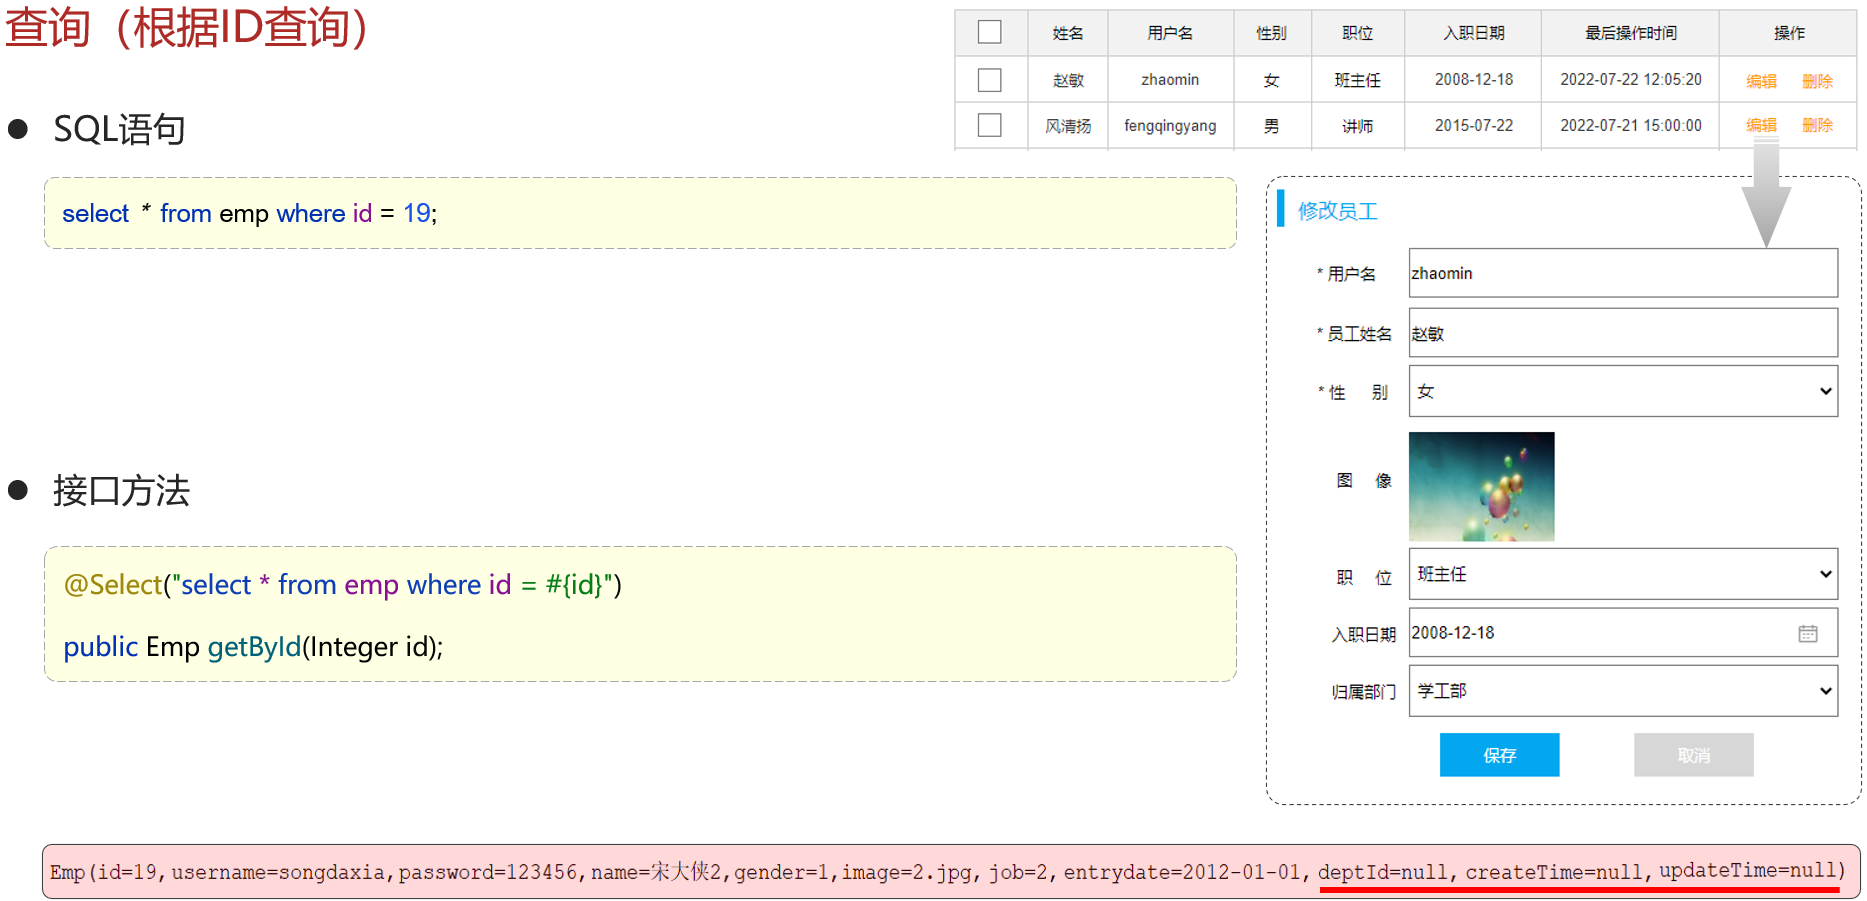 查询（根据ID查询）
姓名 用户名 性别 职位 入职日期 最后操作时间 操作
赵敏 zhaomin 女 班主任 2008-12-18 2022-07-22 12:05:20 编辑 删除
风清扬 fengqingyang 男 讲师 2015-07-22 2022-07-21 15:00:00 编辑 删除
● SQL语句
select * from emp where id = 19;
● 接口方法
@Select("select * from emp where id = #{id}")
public Emp getById(Integer id);
修改员工
* 用户名 zhaomin
* 员工姓名 赵敏
* 性 别 女
图 像
职 位 班主任
入职日期 2008-12-18
归属部门 学工部
保存 取消
Emp(id=19,username=songdaxia,password=123456,name=宋大侠2,gender=1,image=2.jpg,job=2,entrydate=2012-01-01,deptId=null,createTime=null,updateTime=null)